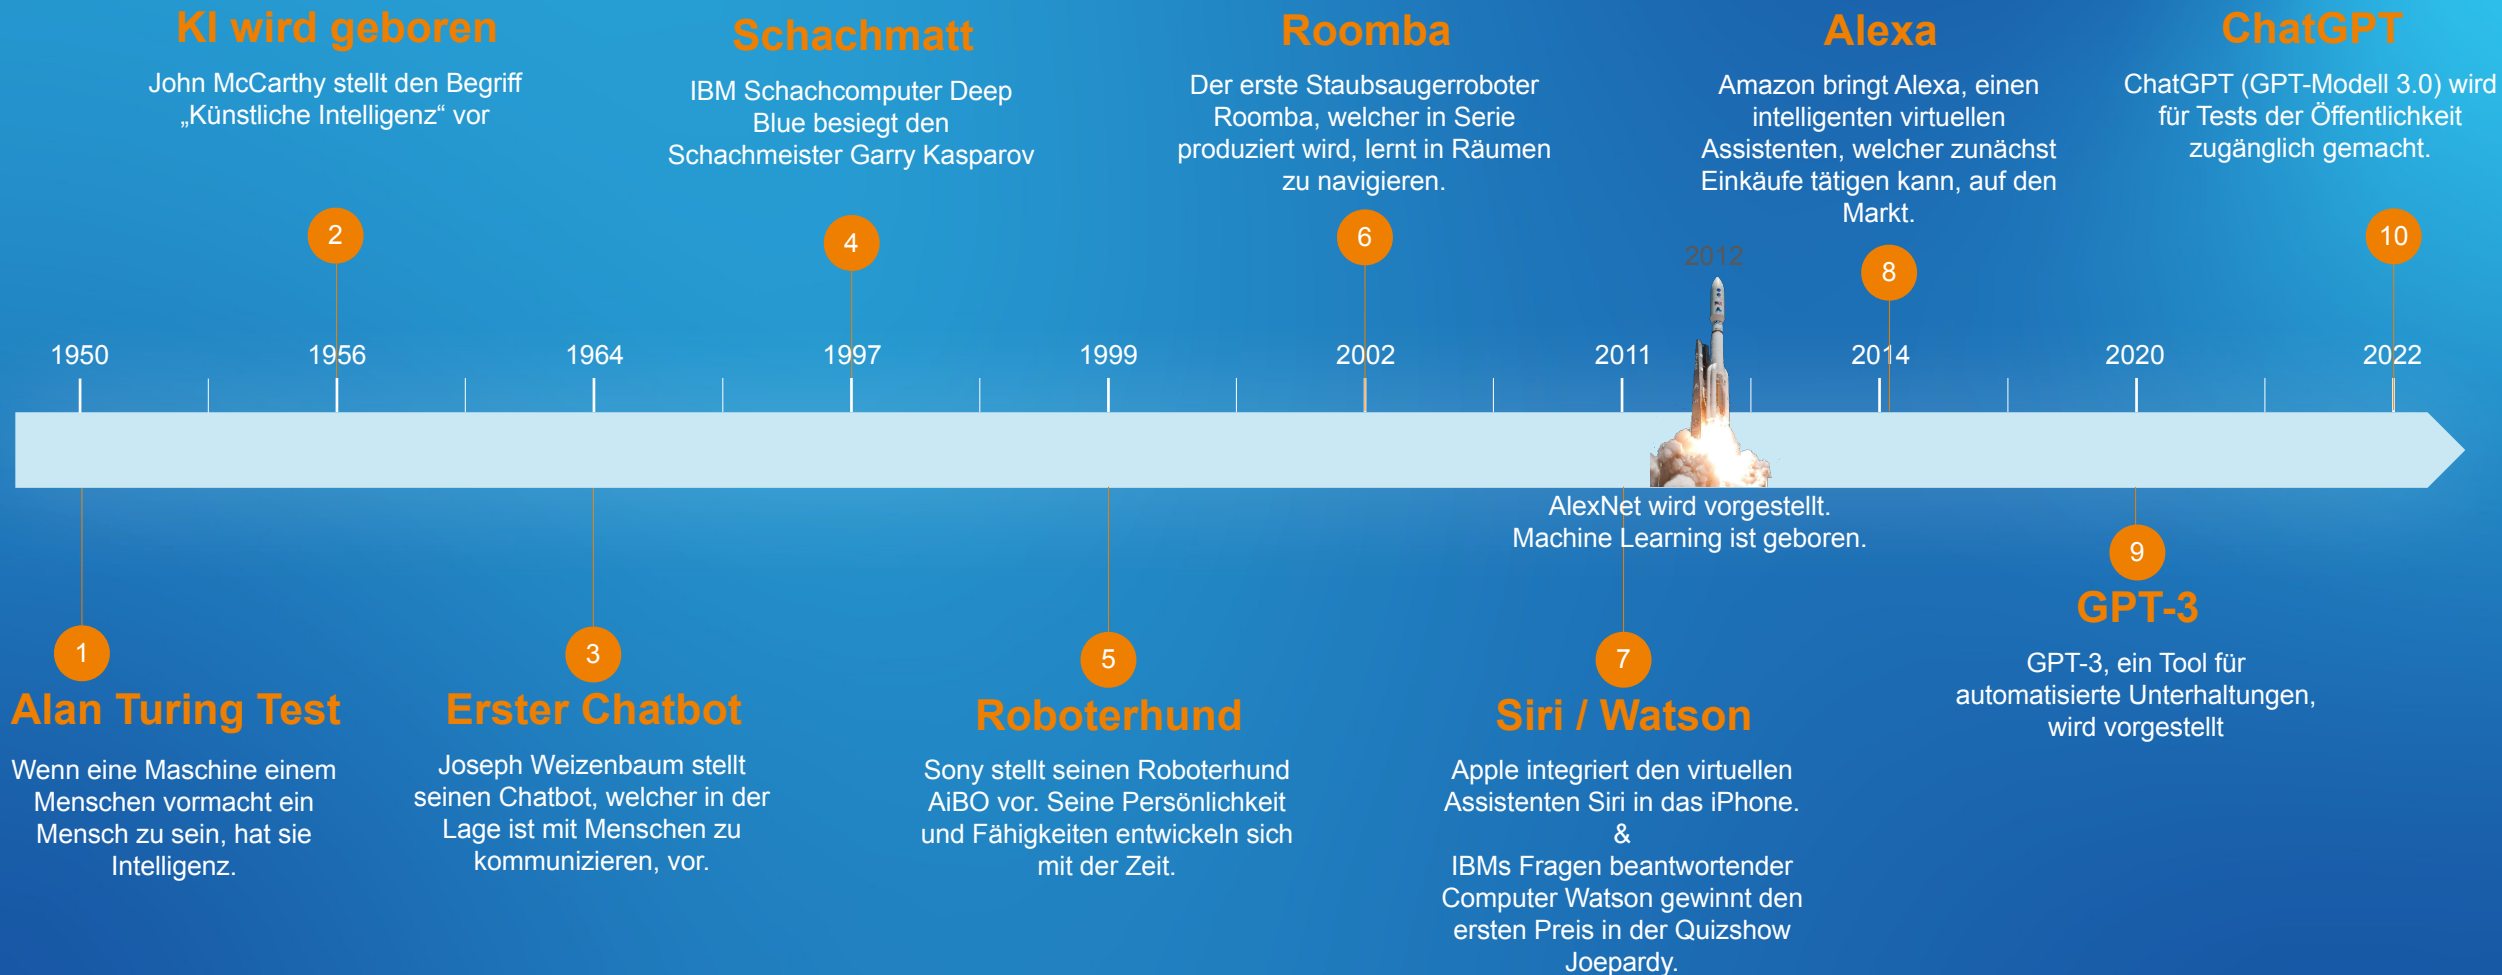 KI wird geboren
John McCarthy stellt den Begriff
„Künstliche Intelligenz“ vor
2
Schachmatt
IBM Schachcomputer Deep
Blue besiegt den
Schachmeister Garry Kasparov
4
Roomba
Der erste Staubsaugerroboter
Roomba, welcher in Serie
produziert wird, lernt in Räumen
zu navigieren.
6
Alexa
Amazon bringt Alexa, einen
intelligenten virtuellen
Assistenten, welcher zunächst
Einkäufe tätigen kann, auf den
Markt.
8
ChatGPT
ChatGPT (GPT-Modell 3.0) wird
für Tests der Öffentlichkeit
zugänglich gemacht.
10
2012
1950
1956
1964
1997
1999
2002
2011
2014
2020
2022
AlexNet wird vorgestellt.
Machine Learning ist geboren.
1
Alan Turing Test
Wenn eine Maschine einem
Menschen vormacht ein
Mensch zu sein, hat sie
Intelligenz.
3
Erster Chatbot
Joseph Weizenbaum stellt
seinen Chatbot, welcher in der
Lage ist mit Menschen zu
kommunizieren, vor.
5
Roboterhund
Sony stellt seinen Roboterhund
AiBO vor. Seine Persönlichkeit
und Fähigkeiten entwickeln sich
mit der Zeit.
7
Siri / Watson
Apple integriert den virtuellen
Assistenten Siri in das iPhone.
&
IBMs Fragen beantwortender
Computer Watson gewinnt den
ersten Preis in der Quizshow
Joepardy.
9
GPT-3
GPT-3, ein Tool für
automatisierte Unterhaltungen,
wird vorgestellt